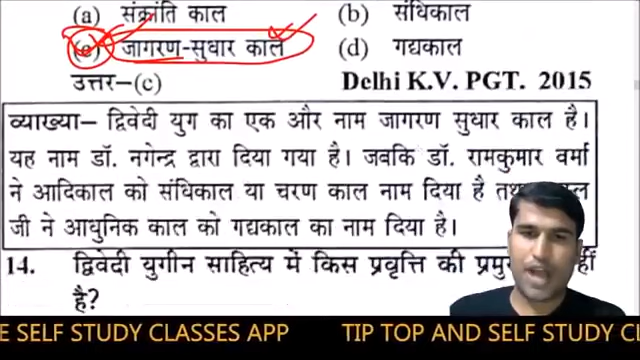 (a) संक्रांति काल (b) संधिकाल
(c) जागरण-सुधार काल (d) गद्यकाल
उत्तर-(c) Delhi K.V. PGT. 2015
व्याख्या– द्विवेदी युग का एक और नाम जागरण सुधार काल है।
यह नाम डॉ. नगेन्द्र द्वारा दिया गया है। जबकि डॉ. रामकुमार वर्मा
ने आदिकाल को संधिकाल या चरण काल नाम दिया है
जी ने आधुनिक काल को गद्यकाल का नाम दिया है।
14. द्विवेदी युगीन साहित्य में किस प्रवृत्ति की
है?
E SELF STUDY CLASSES APP TIP TOP AND SELF STUDY CL